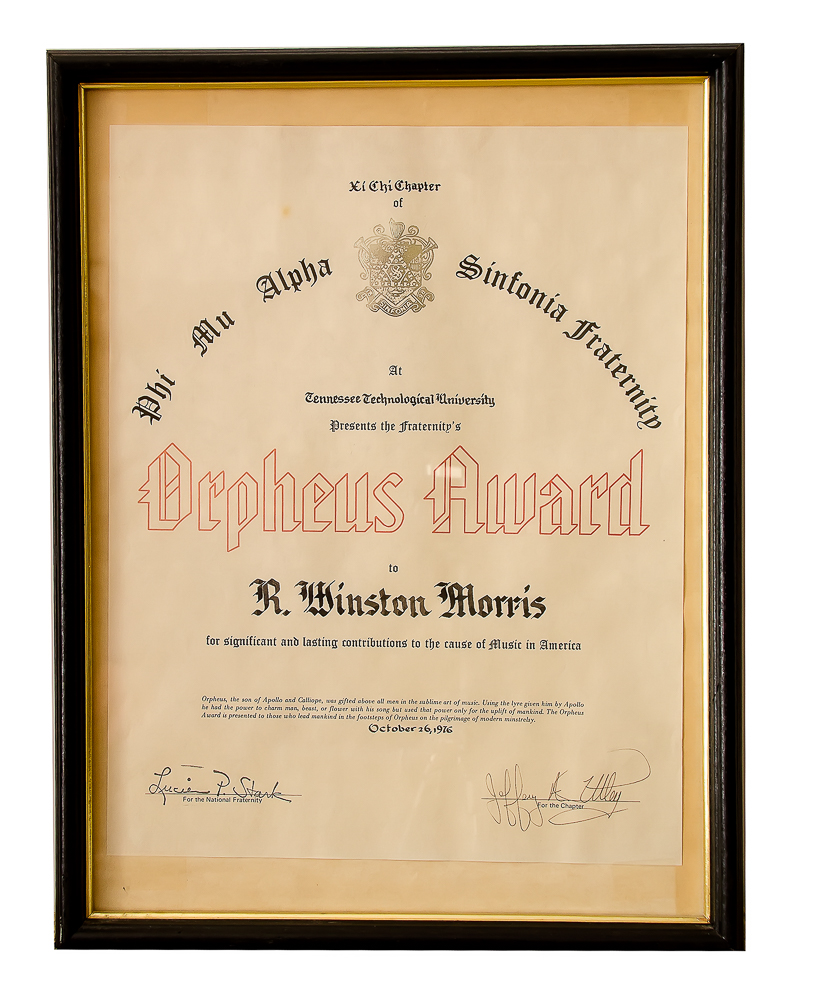 Xi Chi Chapter
of
Phi Mu Alpha Sinfonia Fraternity
At
Tennessee Technological University
Presents the Fraternity's
Orpheus Award
to
R. Winston Morris
for significant and lasting contributions to the cause of Music in America
Orpheus, the son of Apollo and Calliope, was gifted above all men in the sublime art of music. Using the lyre given him by Apollo
he had the power to charm man, beast, or flower with his song but used that power only for the uplift of mankind. The Orpheus
Award is presented to those who lead mankind in the footsteps of Orpheus on the pilgrimage of modern minstrelsy.
October 26, 1976
Lucien P. Stark
For the National Fraternity
Jeffrey A. Utley
For the Chapter